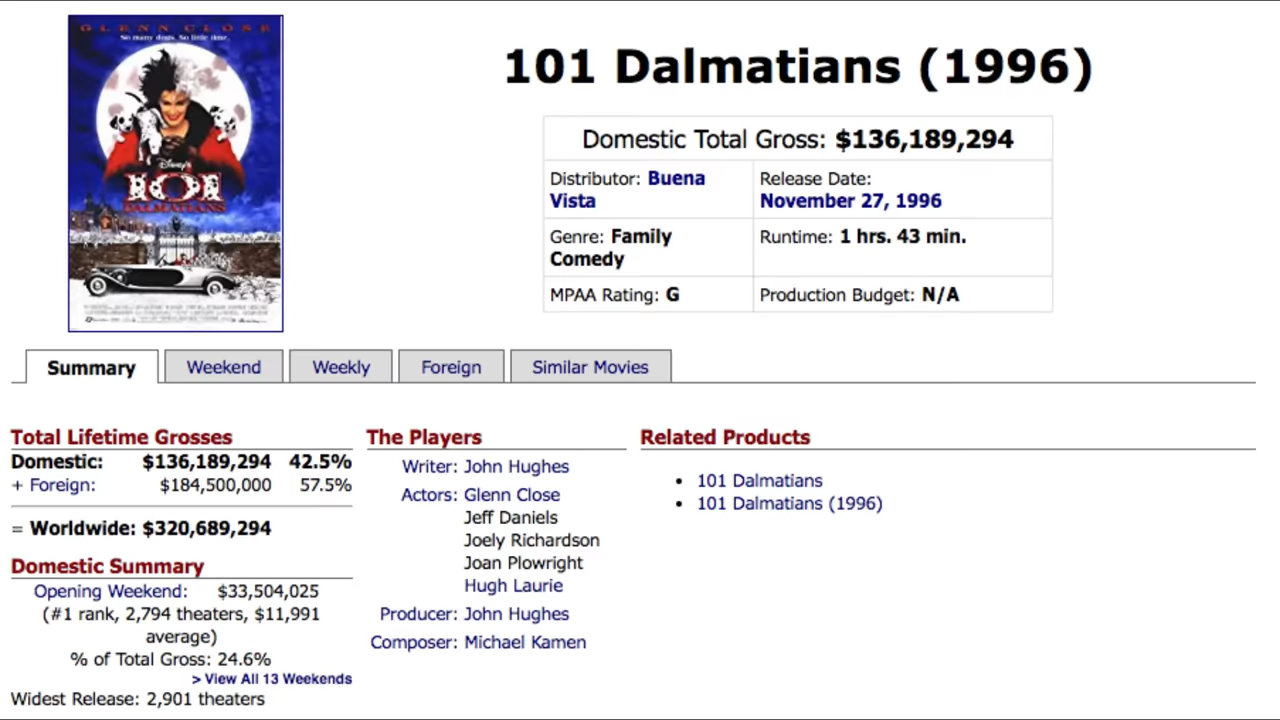 GLENN CLOSE
So many dogs. So little time.
Disney's
101
DALMATIANS
101 Dalmatians (1996)
Domestic Total Gross: $136,189,294
Distributor: Buena
Vista
Release Date:
November 27, 1996
Genre: Family
Comedy
Runtime: 1 hrs. 43 min.
MPAA Rating: G
Production Budget: N/A
Summary
Weekend
Weekly
Foreign
Similar Movies
Total Lifetime Grosses
Domestic: $136,189,294 42.5%
+ Foreign: $184,500,000 57.5%
= Worldwide: $320,689,294
Domestic Summary
Opening Weekend: $33,504,025
(#1 rank, 2,794 theaters, $11,991
average)
% of Total Gross: 24.6%
> View All 13 Weekends
Widest Release: 2,901 theaters
The Players
Writer: John Hughes
Actors: Glenn Close
Jeff Daniels
Joely Richardson
Joan Plowright
Hugh Laurie
Producer: John Hughes
Composer: Michael Kamen
Related Products
• 101 Dalmatians
• 101 Dalmatians (1996)